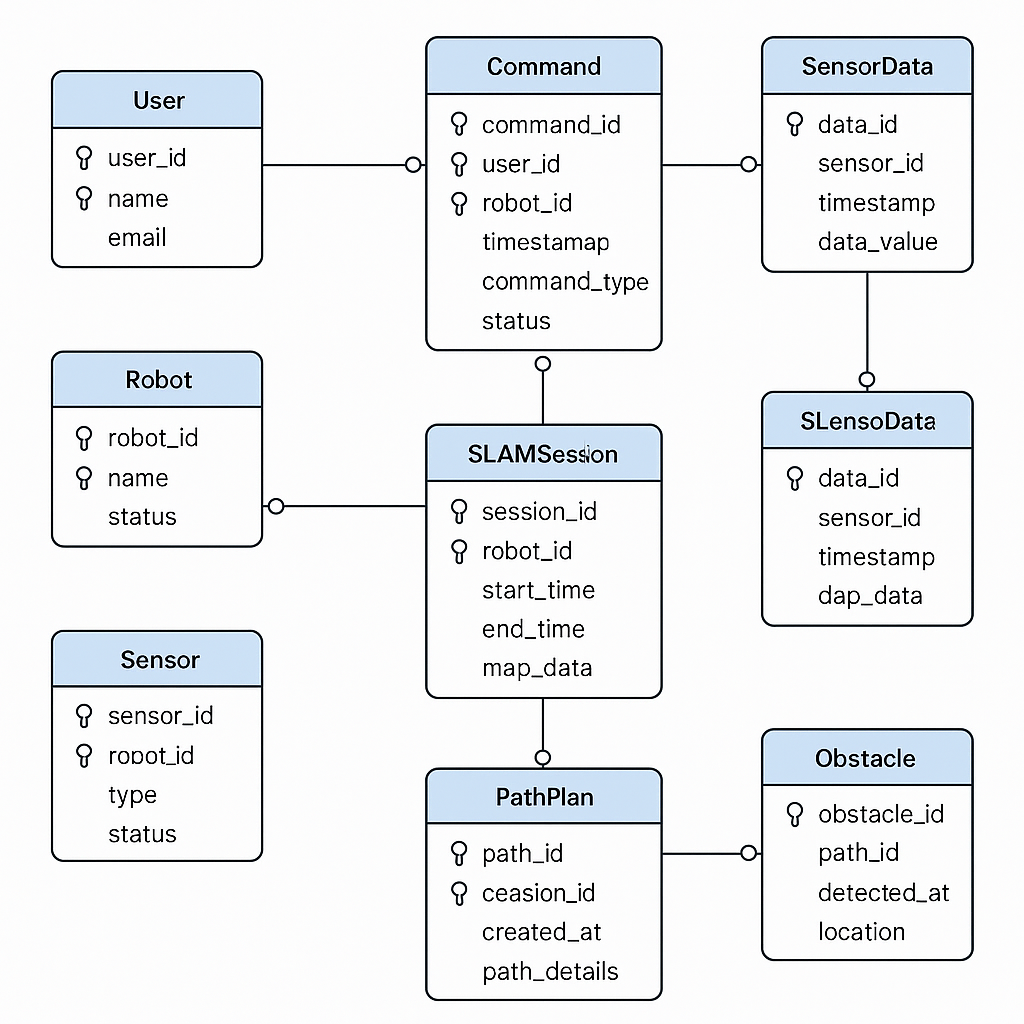 User
user_id
name
email
Command
command_id
user_id
robot_id
timestamap
command_type
status
SensorData
data_id
sensor_id
timestamp
data_value
Robot
robot_id
name
status
SLAMSession
session_id
robot_id
start_time
end_time
map_data
SLensoData
data_id
sensor_id
timestamp
dap_data
Sensor
sensor_id
ropot_id
type
status
PathPlan
path_id
ceasion_id
created_at
path_details
Obstacle
obstacle_id
path_id
detected_at
location